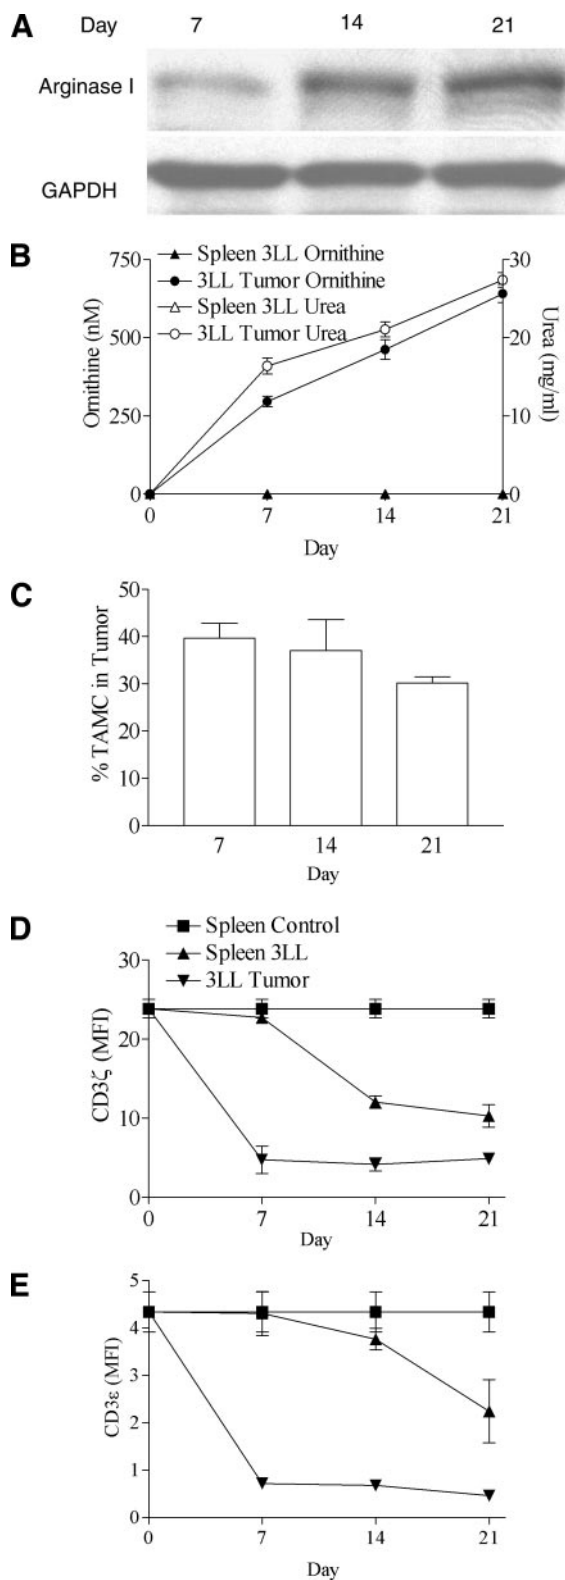 A Day 7 14 21
Arginase I
GAPDH
B
▲ Spleen 3LL Ornithine
● 3LL Tumor Ornithine
△ Spleen 3LL Urea
○ 3LL Tumor Urea
750
500
250
0
Ornithine (nM)
30
20
10
0
Urea (mg/ml)
0 7 14 21
Day
C
50
40
30
20
10
0
% TAMC in Tumor
7 14 21
Day
D
■ Spleen Control
▲ Spleen 3LL
▼ 3LL Tumor
30
20
10
0
CD3ζ (MFI)
0 7 14 21
Day
E
5
4
3
2
1
0
CD3ε (MFI)
0 7 14 21
Day